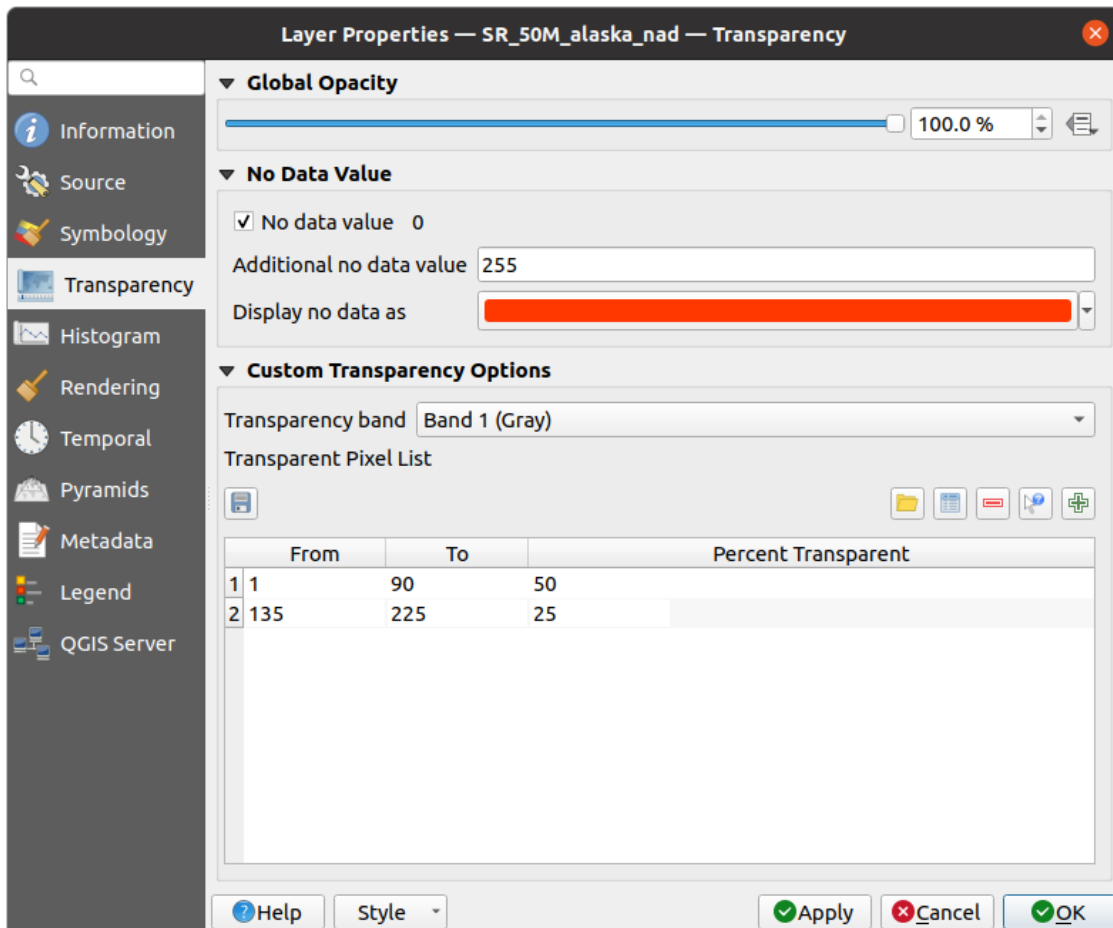 Layer Properties — SR_50M_alaska_nad — Transparency
Global Opacity
Information
100.0 %
No Data Value
Source
No data value 0
Symbology
Additional no data value 255
Transparency
Display no data as
Histogram
Custom Transparency Options
Rendering
Transparency band Band 1 (Gray)
Temporal
Transparent Pixel List
Pyramids
Metadata
From To Percent Transparent
Legend
1 1 90 50
2 135 225 25
QGIS Server
Help Style Apply Cancel OK